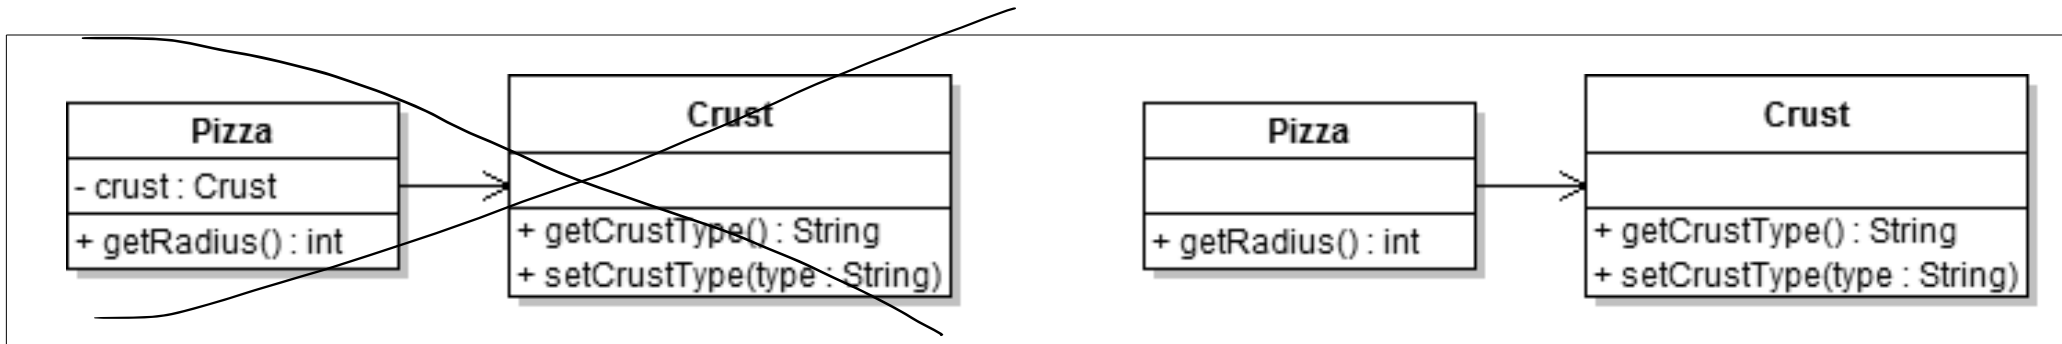 Pizza
- crust : Crust
+ getRadius() : int
Crust
+ getCrustType() : String
+ setCrustType(type : String)
Pizza
+ getRadius() : int
Crust
+ getCrustType() : String
+ setCrustType(type : String)